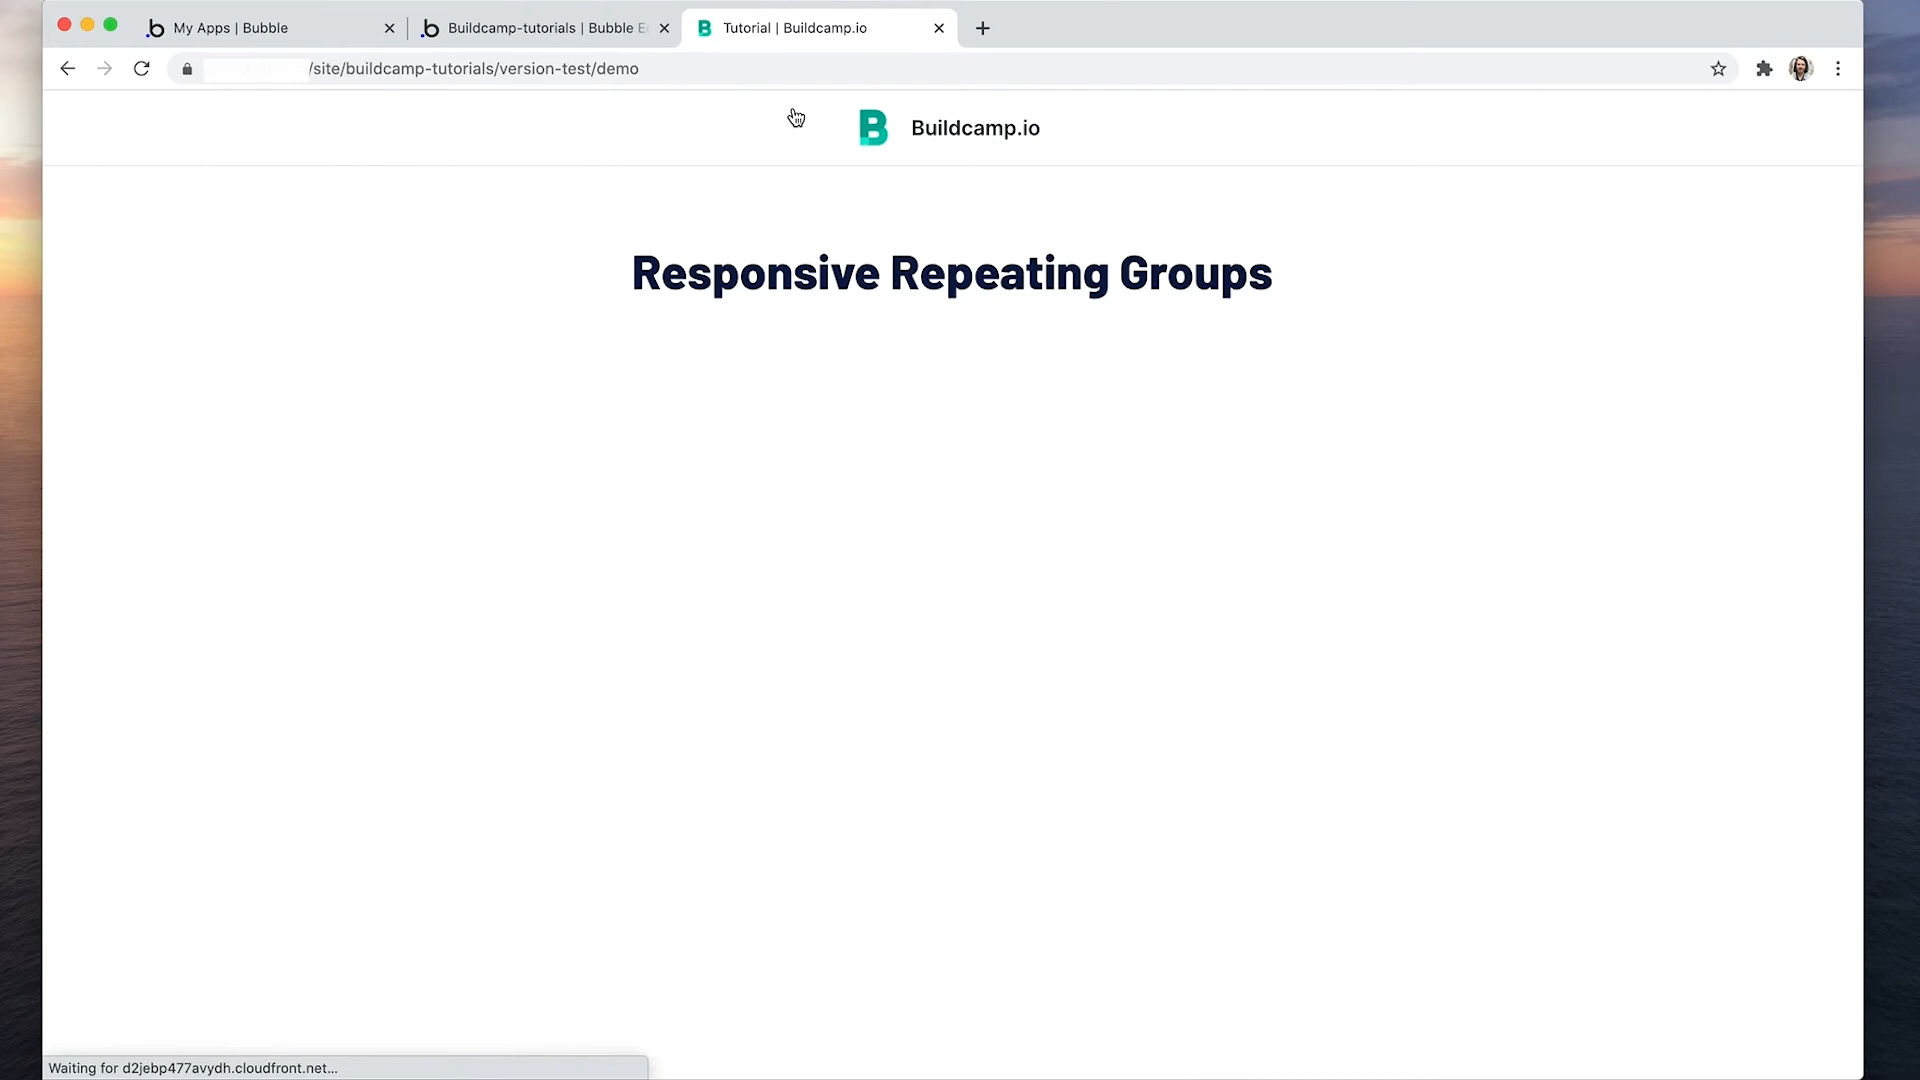 My Apps | Bubble
Buildcamp-tutorials | Bubble E
Tutorial | Buildcamp.io
/site/buildcamp-tutorials/version-test/demo
B Buildcamp.io
Responsive Repeating Groups
Waiting for d2jebp477avydh.cloudfront.net...